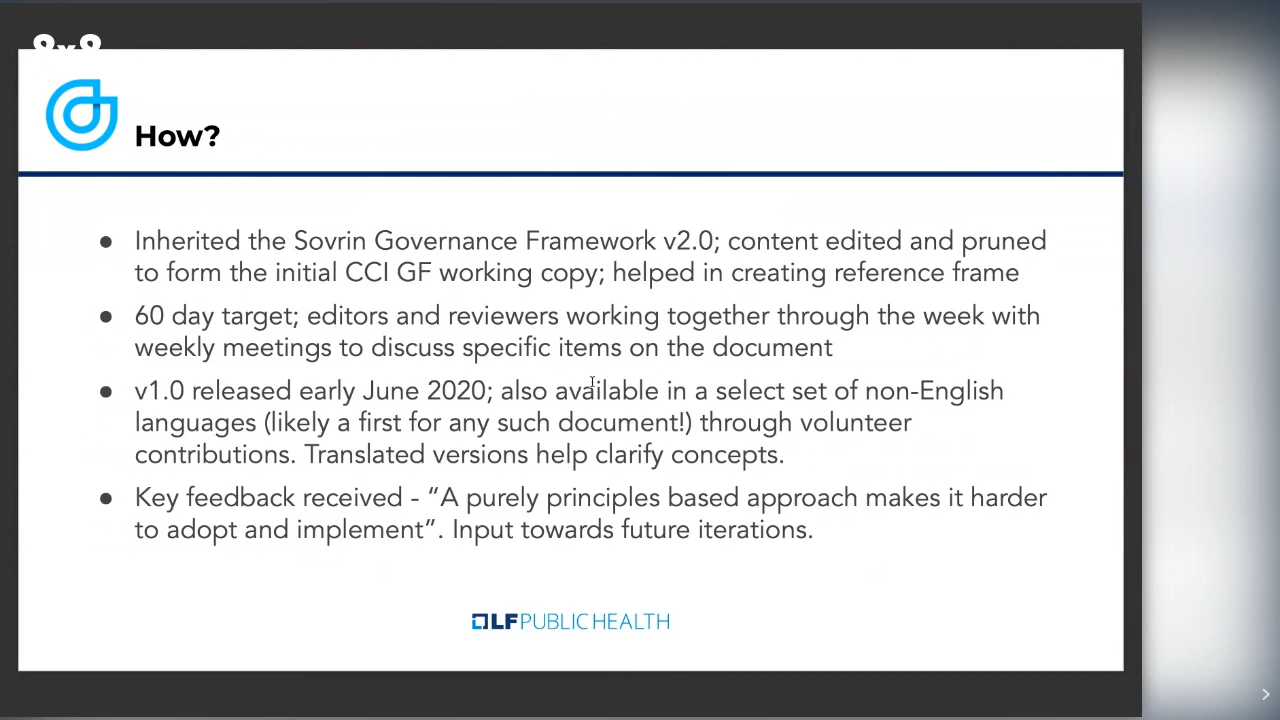 8x8
How?
● Inherited the Sovrin Governance Framework v2.0; content edited and pruned
to form the initial CCI GF working copy; helped in creating reference frame
● 60 day target; editors and reviewers working together through the week with
weekly meetings to discuss specific items on the document
● v1.0 released early June 2020; also available in a select set of non-English
languages (likely a first for any such document!) through volunteer
contributions. Translated versions help clarify concepts.
● Key feedback received - “A purely principles based approach makes it harder
to adopt and implement”. Input towards future iterations.
LFPUBLICHEALTH